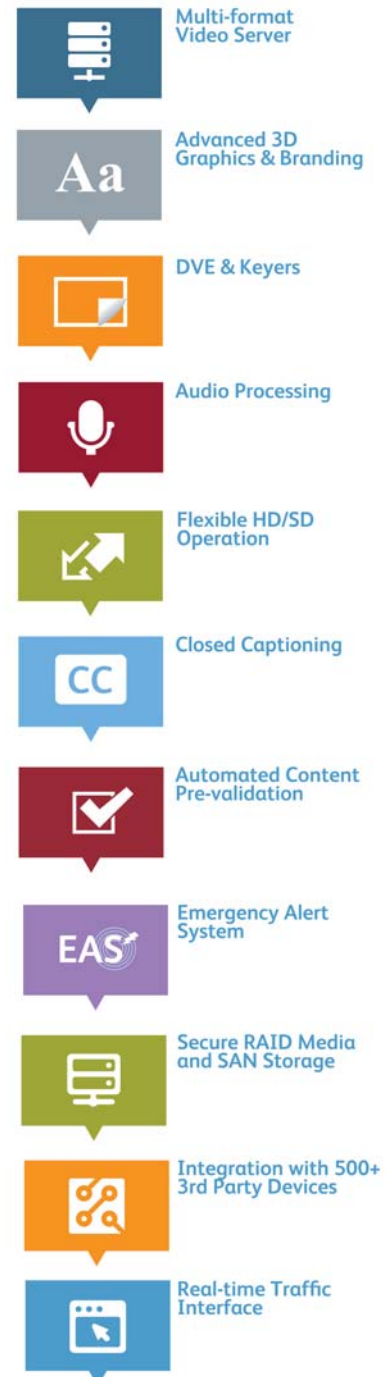 Multi-format
Video Server
Aa
Advanced 3D
Graphics & Branding
DVE & Keyers
Audio Processing
Flexible HD/SD
Operation
CC
Closed Captioning
Automated Content
Pre-validation
EAS
Emergency Alert
System
Secure RAID Media
and SAN Storage
Integration with 500+
3rd Party Devices
Real-time Traffic
Interface